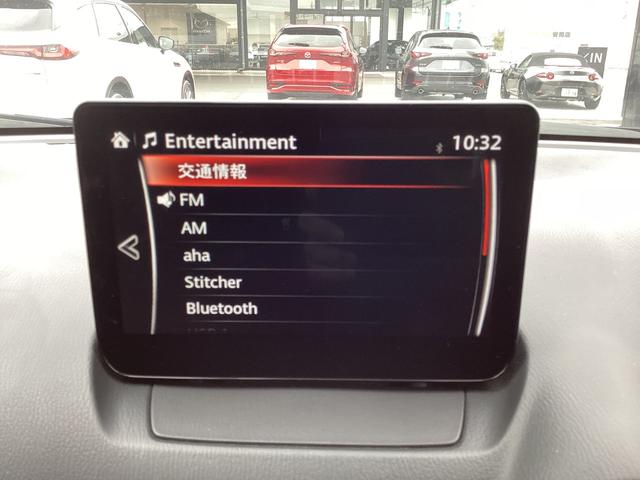 Entertainment 10:32
交通情報
FM
AM
aha
Stitcher
Bluetooth